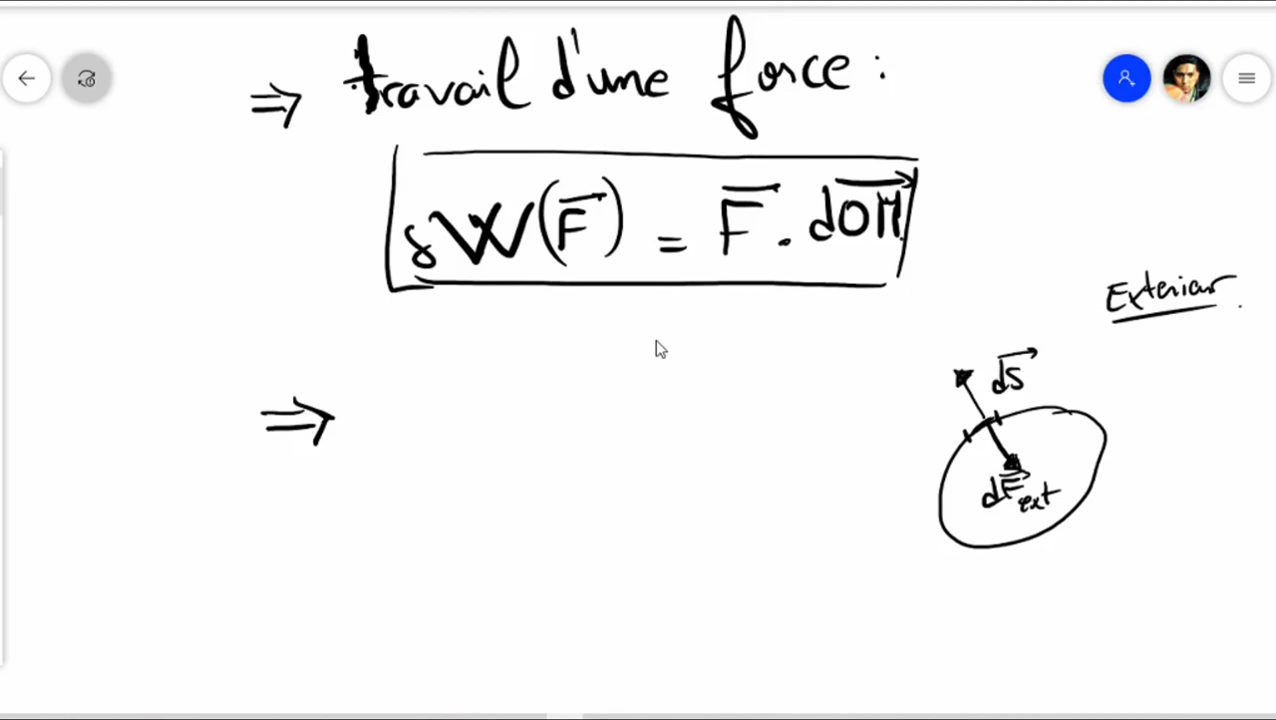 ⇒ travail d'une force :
δW(F⃗) = F⃗ . dOM⃗
Exterieur
dS⃗
⇒
dF⃗ext